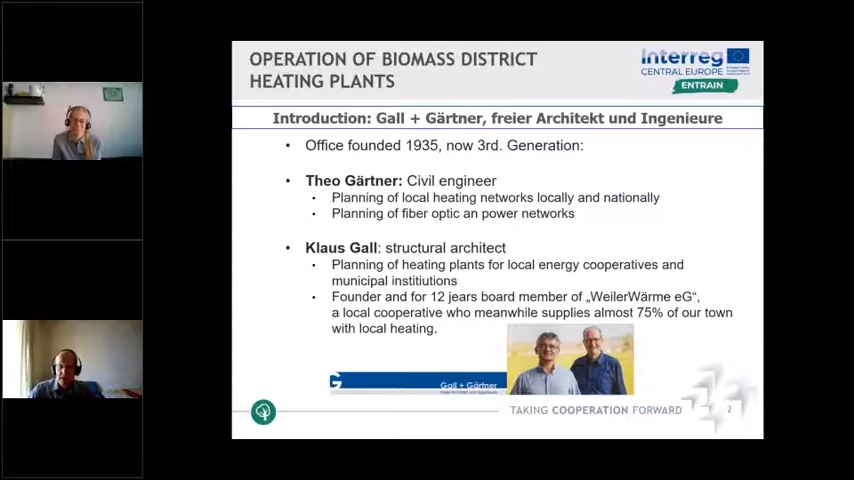 OPERATION OF BIOMASS DISTRICT
HEATING PLANTS
Interreg
CENTRAL EUROPE
ENTRAIN
Introduction: Gall + Gärtner, freier Architekt und Ingenieure
• Office founded 1935, now 3rd. Generation:
• Theo Gärtner: Civil engineer
• Planning of local heating networks locally and nationally
• Planning of fiber optic an power networks
• Klaus Gall: structural architect
• Planning of heating plants for local energy cooperatives and
municipal institiutions
• Founder and for 12 jears board member of „WeilerWärme eG“,
a local cooperative who meanwhile supplies almost 75% of our town
with local heating.
G
Gall + Gärtner
freier Architekt und Ingenieure
TAKING COOPERATION FORWARD
2